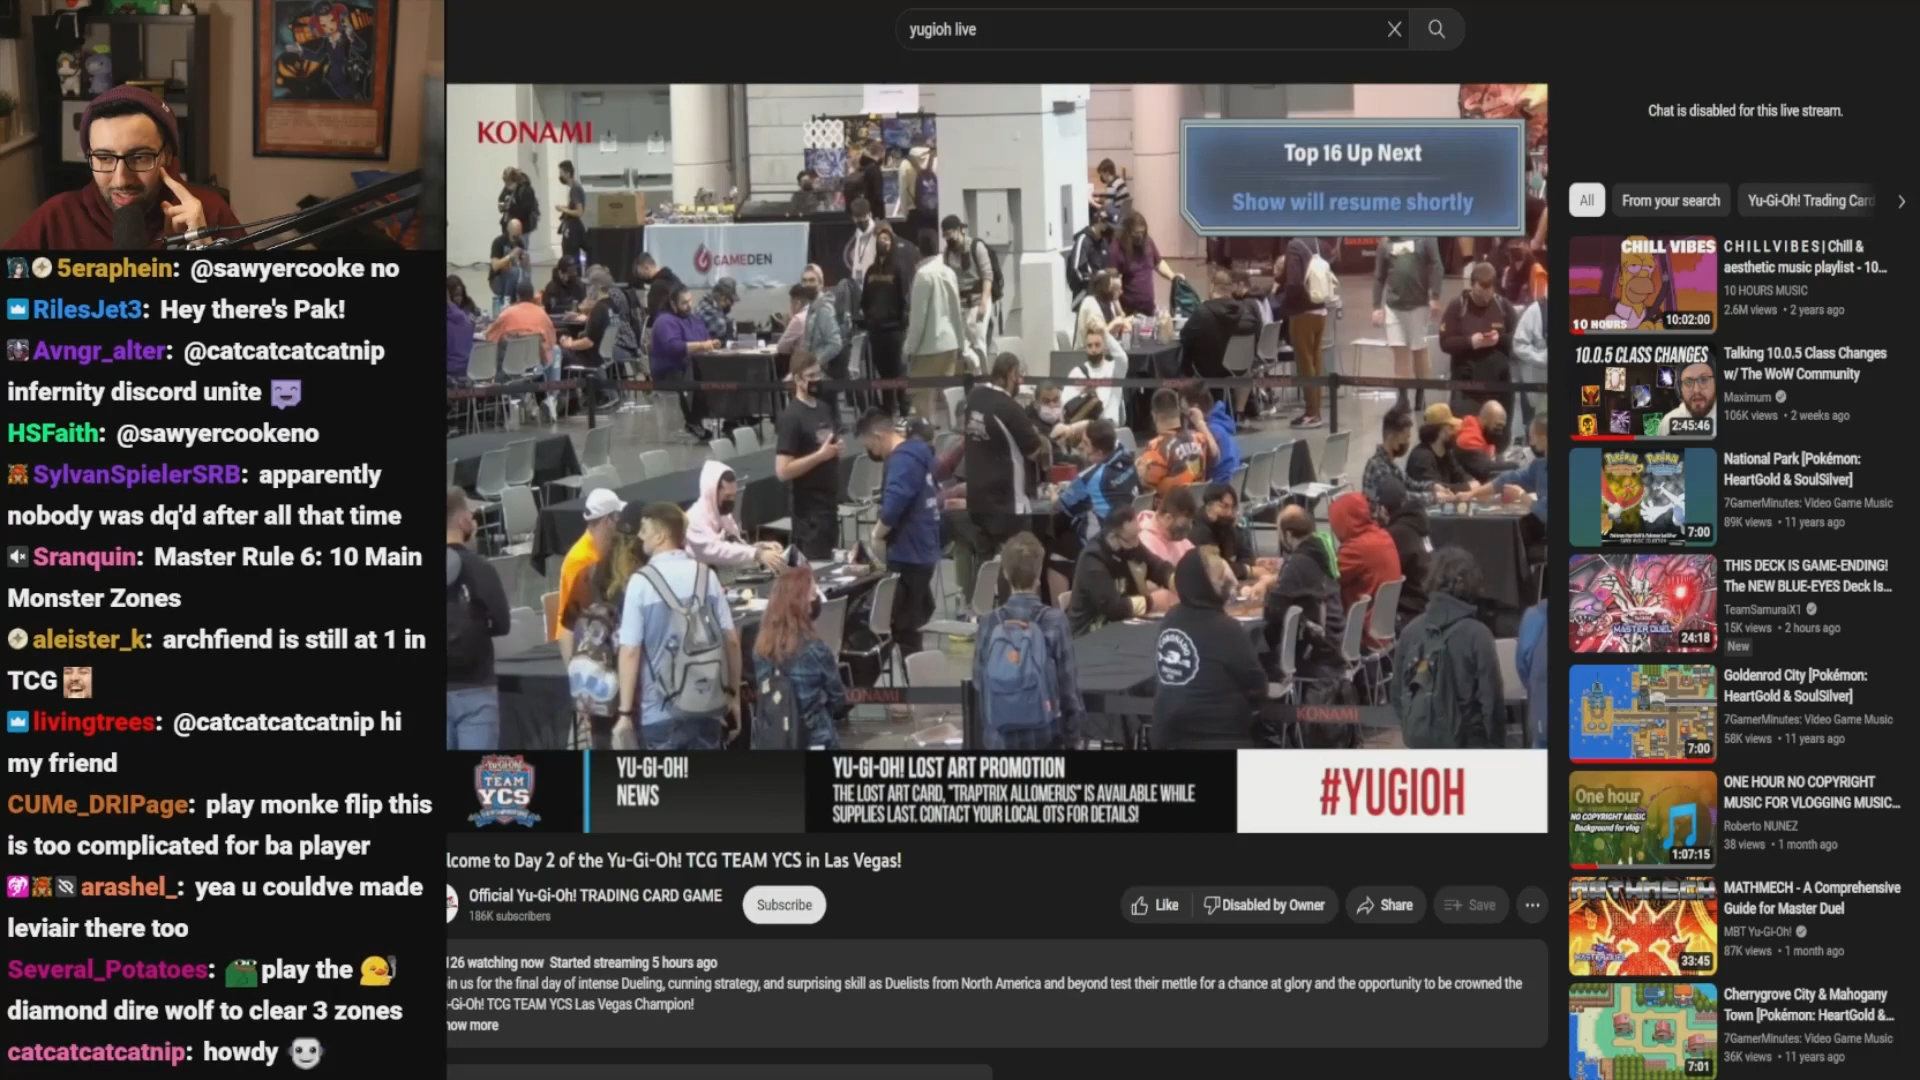 yugioh live
5eraphein: @sawyercooke no
RilesJet3: Hey there's Pak!
Avngr_alter: @catcatcatcatnip
infernity discord unite
HSFaith: @sawyercookeno
SylvanSpielerSRB: apparently
nobody was dq'd after all that time
Sranquin: Master Rule 6: 10 Main
Monster Zones
aleister_k: archfiend is still at 1 in
TCG
livingtrees: @catcatcatcatnip hi
my friend
CUMe_DRIPage: play monke flip this
is too complicated for ba player
arashel_: yea u couldve made
leviair there too
Several_Potatoes: play the
diamond dire wolf to clear 3 zones
catcatcatcatnip: howdy
KONAMI
Top 16 Up Next
Show will resume shortly
GAMEDEN
KONAMI
KONAMI
YU-GI-OH!
TEAM
YCS
YU-GI-OH!
NEWS
YU-GI-OH! LOST ART PROMOTION
THE LOST ART CARD, "TRAPTRIX ALLOMERUS" IS AVAILABLE WHILE
SUPPLIES LAST. CONTACT YOUR LOCAL OTS FOR DETAILS!
#YUGIOH
lcome to Day 2 of the Yu-Gi-Oh! TCG TEAM YCS in Las Vegas!
Official Yu-Gi-Oh! TRADING CARD GAME
186K subscribers
Subscribe
Like
Disabled by Owner
Share
Save
126 watching now Started streaming 5 hours ago
in us for the final day of intense Dueling, cunning strategy, and surprising skill as Duelists from North America and beyond test their mettle for a chance at glory and the opportunity to be crowned the
-Gi-Oh! TCG TEAM YCS Las Vegas Champion!
how more
Chat is disabled for this live stream.
All
From your search
Yu-Gi-Oh! Trading Card
CHILL VIBES
10 HOURS
10:02:00
C H I L L V I B E S | Chill &
aesthetic music playlist - 10...
10 HOURS MUSIC
2.6M views • 2 years ago
10.0.5 CLASS CHANGES
2:45:46
Talking 10.0.5 Class Changes
w/ The WoW Community
Maximum
106K views • 2 weeks ago
7:00
National Park [Pokémon:
HeartGold & SoulSilver]
7GamerMinutes: Video Game Music
89K views • 11 years ago
MASTER DUEL
24:18
THIS DECK IS GAME-ENDING!
The NEW BLUE-EYES Deck Is...
TeamSamuraiX1
15K views • 2 hours ago
New
7:00
Goldenrod City [Pokémon:
HeartGold & SoulSilver]
7GamerMinutes: Video Game Music
58K views • 11 years ago
One hour
NO COPYRIGHT MUSIC
Background for vlog
1:07:15
ONE HOUR NO COPYRIGHT
MUSIC FOR VLOGGING MUSIC...
Roberto NUNEZ
38 views • 1 month ago
MATHMECH
33:45
MATHMECH - A Comprehensive
Guide for Master Duel
MBT Yu-Gi-Oh!
87K views • 1 month ago
7:01
Cherrygrove City & Mahogany
Town [Pokémon: HeartGold &...
7GamerMinutes: Video Game Music
36K views • 11 years ago